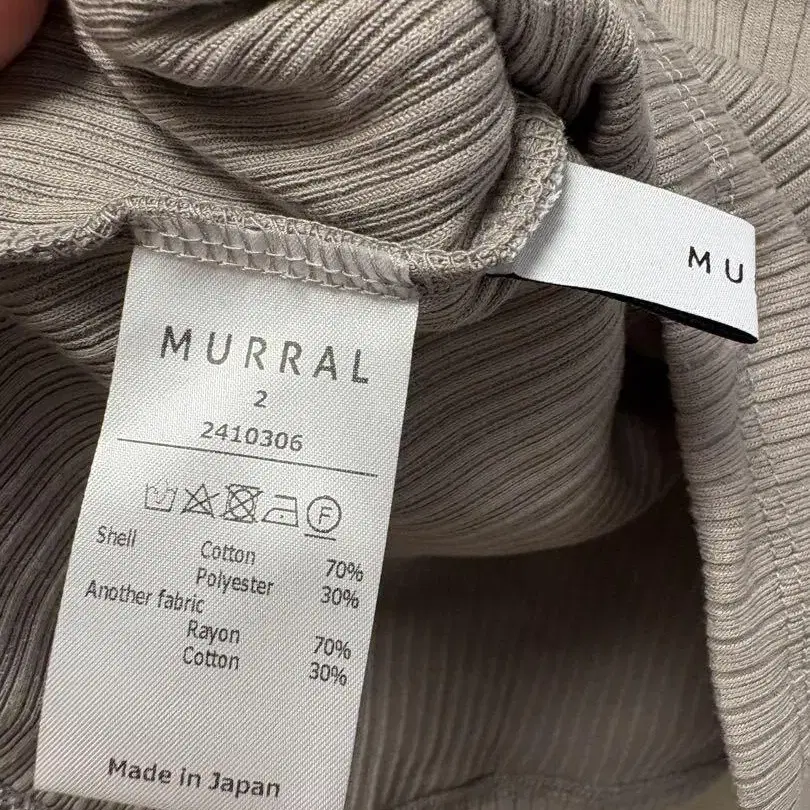 MURRAL
2
2410306
F
Shell Cotton 70%
Polyester 30%
Another fabric
Rayon 70%
Cotton 30%
Made in Japan
MU